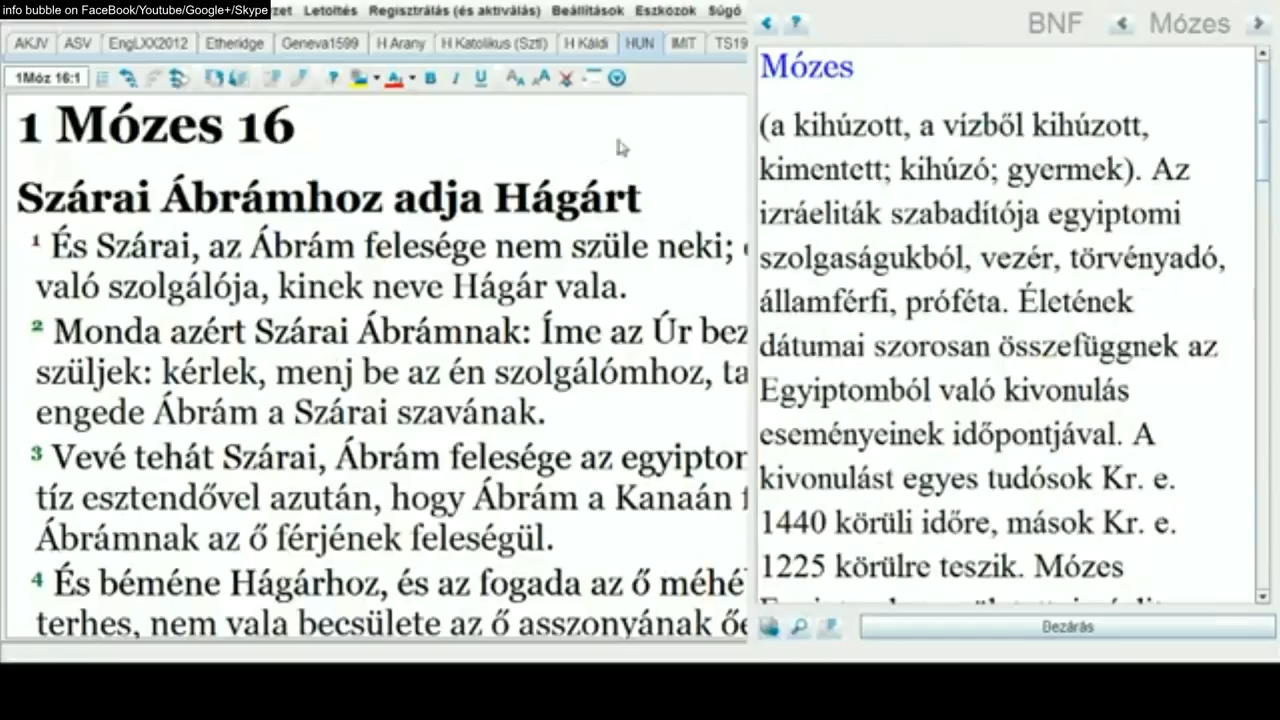 info bubble on FaceBook/Youtube/Google+/Skype
Letöltés Regisztrálás (és aktiválás) Beállítások Eszközök Súgó
AKJV ASV EnglXX2012 Etheridge Geneva1599 H Arany H Katolikus (SztI) H Káldi HUN IMIT TS19
1Móz 16:1
1 Mózes 16
Szárai Ábrámhoz adja Hágárt
1 És Szárai, az Ábrám felesége nem szüle neki;
való szolgálója, kinek neve Hágár vala.
2 Monda azért Szárai Ábrámnak: Íme az Úr bez
szüljek: kérlek, menj be az én szolgálómhoz, ta
engede Ábrám a Szárai szavának.
3 Vevé tehát Szárai, Ábrám felesége az egyiptor
tíz esztendővel azután, hogy Ábrám a Kanaán
Ábrámnak az ő férjének feleségül.
4 És béméne Hágárhoz, és az fogada az ő méhé
terhes, nem vala becsülete az ő asszonyának őe
BNF Mózes
Mózes
(a kihúzott, a vízből kihúzott,
kimentett; kihúzó; gyermek). Az
izráeliták szabadítója egyiptomi
szolgaságukból, vezér, törvényadó,
államférfi, próféta. Életének
dátumai szorosan összefüggnek az
Egyiptomból való kivonulás
eseményeinek időpontjával. A
kivonulást egyes tudósok Kr. e.
1440 körüli időre, mások Kr. e.
1225 körülre teszik. Mózes
Bezárás